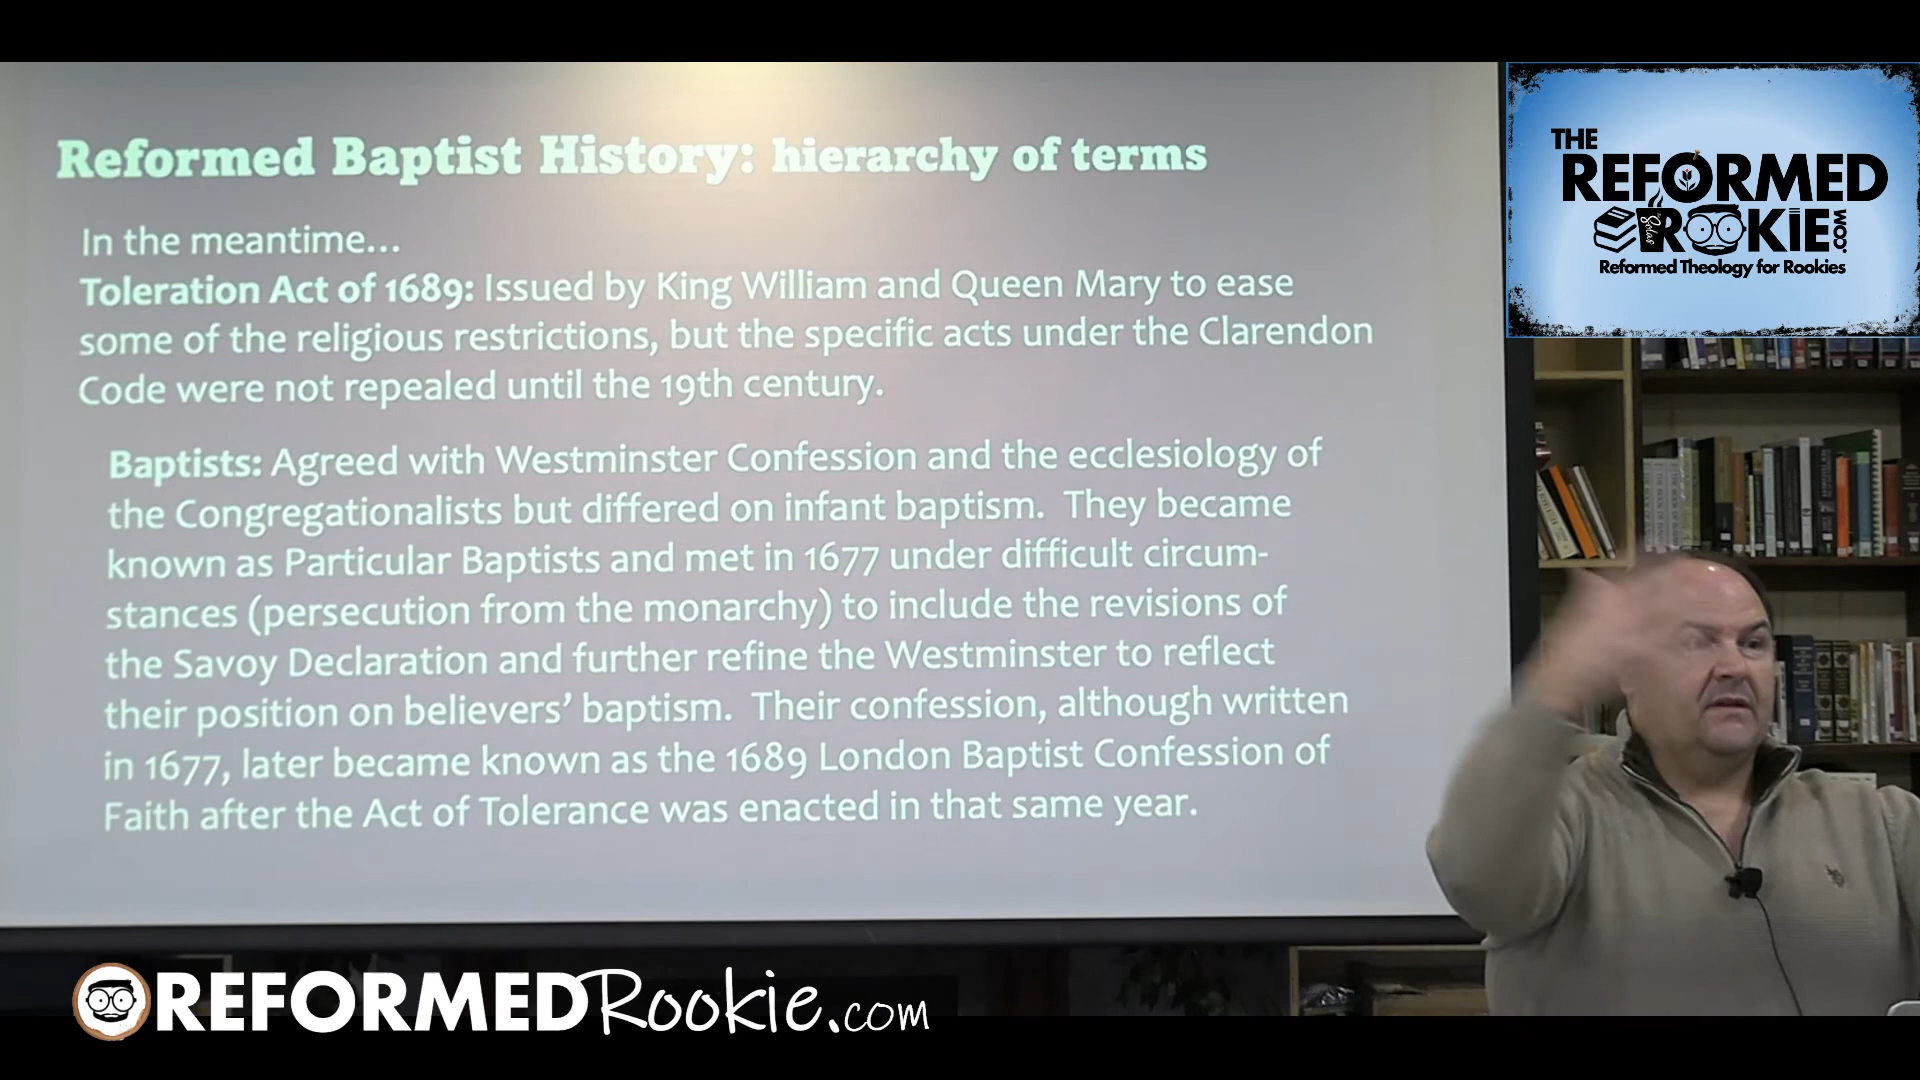 Reformed Baptist History: hierarchy of terms
In the meantime...
Toleration Act of 1689: Issued by King William and Queen Mary to ease
some of the religious restrictions, but the specific acts under the Clarendon
Code were not repealed until the 19th century.
Baptists: Agreed with Westminster Confession and the ecclesiology of
the Congregationalists but differed on infant baptism. They became
known as Particular Baptists and met in 1677 under difficult circum-
stances (persecution from the monarchy) to include the revisions of
the Savoy Declaration and further refine the Westminster to reflect
their position on believers' baptism. Their confession, although written
in 1677, later became known as the 1689 London Baptist Confession of
Faith after the Act of Tolerance was enacted in that same year.
THE
REFORMED
ROOKIE.COM
Solas
Reformed Theology for Rookies
REFORMEDRookie.com